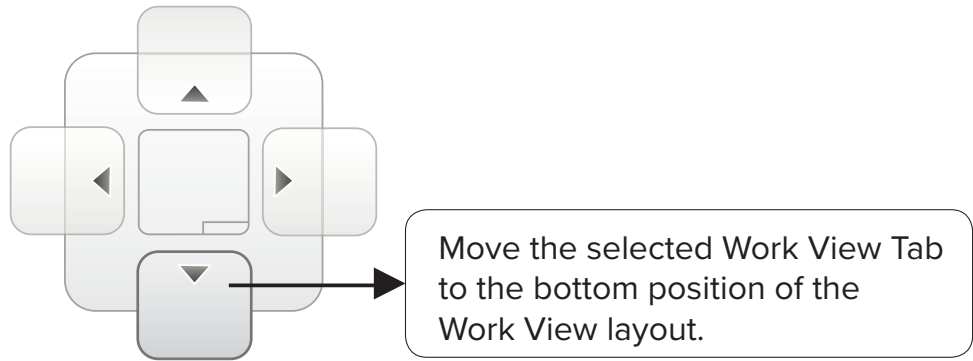 Move the selected Work View Tab
to the bottom position of the
Work View layout.